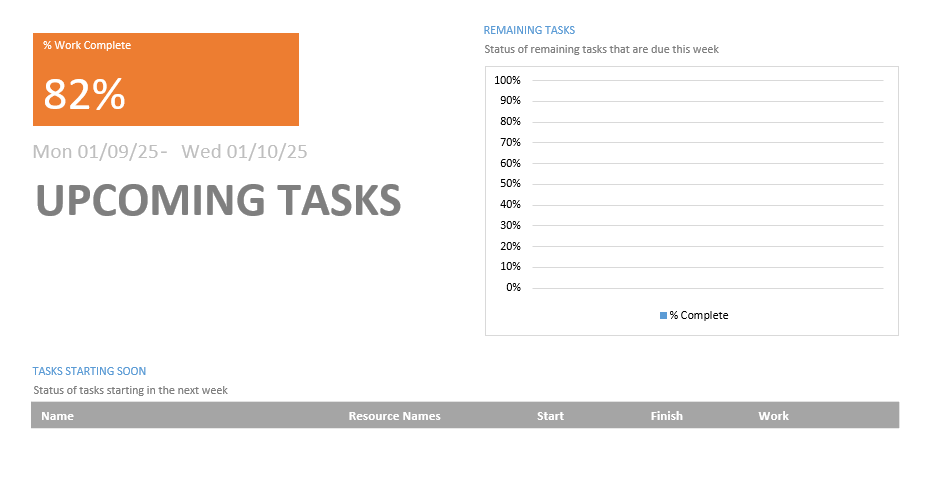 % Work Complete
82%
Mon 01/09/25 - Wed 01/10/25
UPCOMING TASKS
REMAINING TASKS
Status of remaining tasks that are due this week
100%
90%
80%
70%
60%
50%
40%
30%
20%
10%
0%
% Complete
TASKS STARTING SOON
Status of tasks starting in the next week
Name Resource Names Start Finish Work